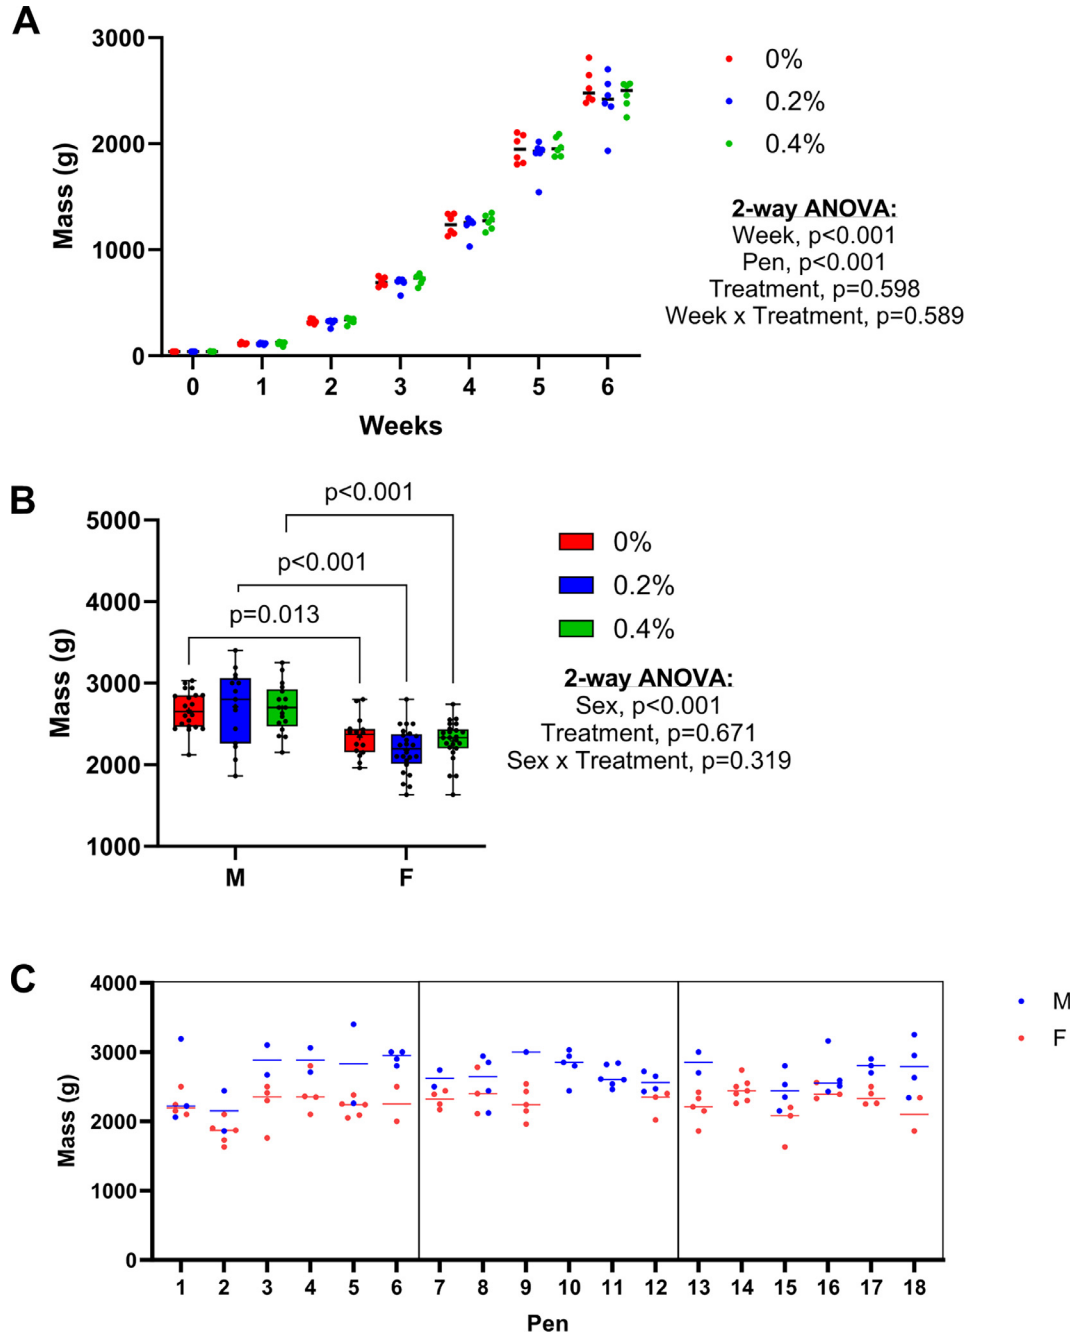 A
3000
2000
1000
0
Mass (g)
0 1 2 3 4 5 6
Weeks
0%
0.2%
0.4%
2-way ANOVA:
Week, p<0.001
Pen, p<0.001
Treatment, p=0.598
Week x Treatment, p=0.589
B
5000
4000
3000
2000
1000
Mass (g)
p<0.001
p<0.001
p=0.013
M F
0%
0.2%
0.4%
2-way ANOVA:
Sex, p<0.001
Treatment, p=0.671
Sex x Treatment, p=0.319
C
4000
3000
2000
1000
0
Mass (g)
1 2 3 4 5 6 7 8 9 10 11 12 13 14 15 16 17 18
Pen
M
F